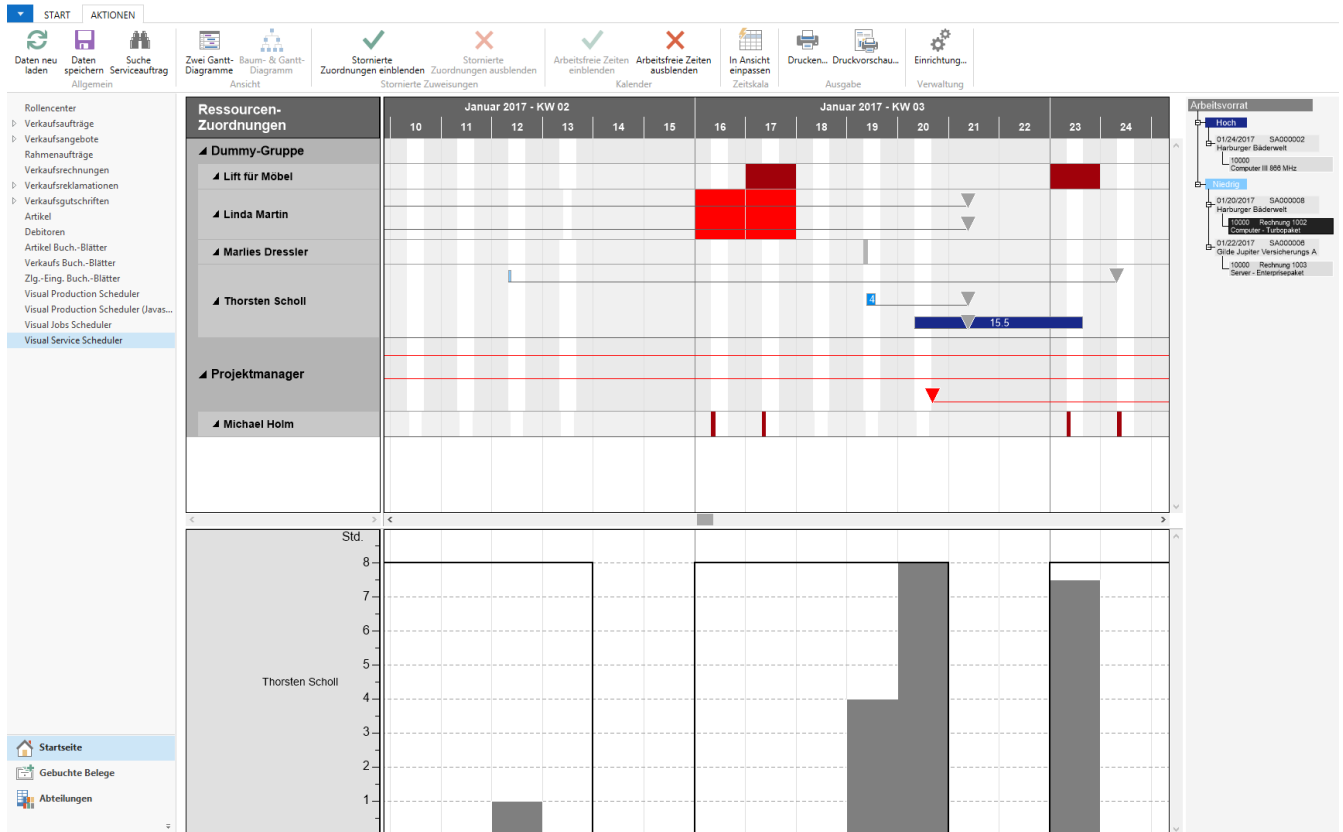 START AKTIONEN
Daten neu laden
Daten speichern
Suche Serviceauftrag
Zwei Gantt-Diagramme
Baum- & Gantt-Diagramm
Stornierte Zuordnungen einblenden
Stornierte Zuordnungen ausblenden
Arbeitsfreie Zeiten einblenden
Arbeitsfreie Zeiten ausblenden
In Ansicht einpassen
Drucken...
Druckvorschau...
Einrichtung...
Allgemein
Ansicht
Stornierte Zuweisungen
Kalender
Zeitskala
Ausgabe
Verwaltung
Rollencenter
Verkaufsaufträge
Verkaufsangebote
Rahmenaufträge
Verkaufsrechnungen
Verkaufsreklamationen
Verkaufsgutschriften
Artikel
Debitoren
Artikel Buch.-Blätter
Verkaufs Buch.-Blätter
Zlg.-Eing. Buch.-Blätter
Visual Production Scheduler
Visual Production Scheduler (Javas...
Visual Jobs Scheduler
Visual Service Scheduler
Startseite
Gebuchte Belege
Abteilungen
Ressourcen-
Zuordnungen
Januar 2017 - KW 02
Januar 2017 - KW 03
10 11 12 13 14 15 16 17 18 19 20 21 22 23 24
Dummy-Gruppe
Lift für Möbel
Linda Martin
Marlies Dressler
Thorsten Scholl
4
15.5
Projektmanager
Michael Holm
Std.
8
7
6
5
4
3
2
1
Thorsten Scholl
Arbeitsvorrat
Hoch
01/24/2017 SA000002
Harburger Bäderwelt
10000
Computer III 866 MHz
Niedrig
01/20/2017 SA000008
Harburger Bäderwelt
10000 Rechnung 1002
Computer - Turbopaket
01/22/2017 SA000006
Gilde Jupiter Versicherungs A
10000 Rechnung 1003
Server - Enterprisepaket